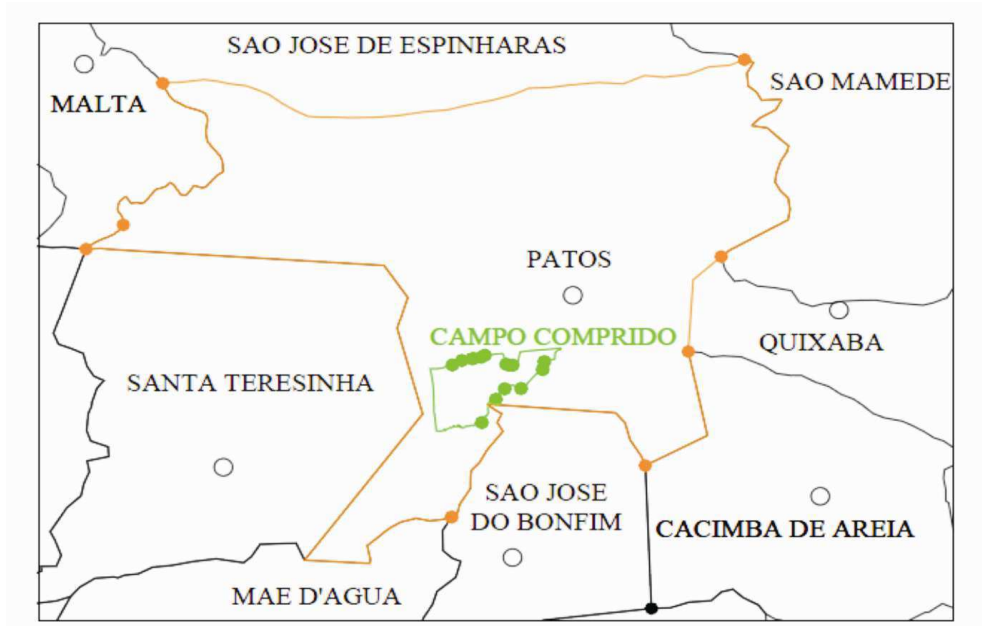 SAO JOSE DE ESPINHARAS
SAO MAMEDE
MALTA
PATOS
CAMPO COMPRIDO
QUIXABA
SANTA TERESINHA
SAO JOSE
DO BONFIM
CACIMBA DE AREIA
MAE D'AGUA